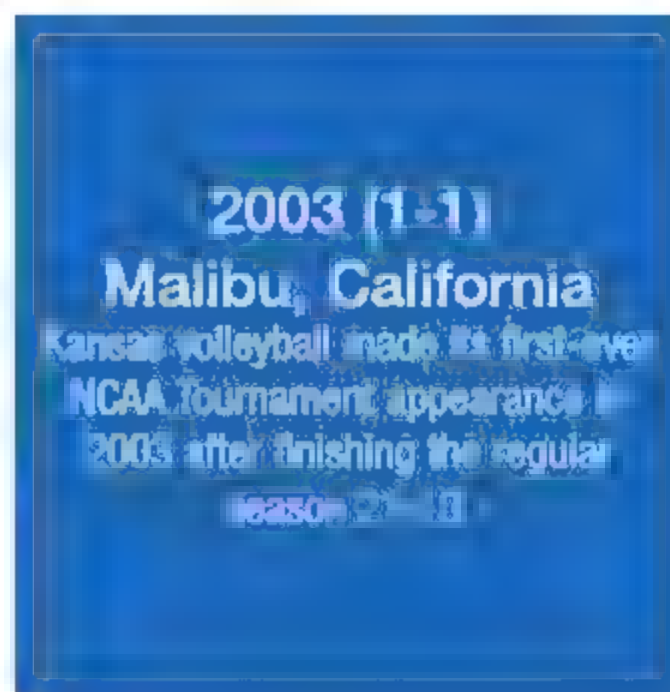 2003 (1-1)
Malibu, California
Kansas volleyball made its first-ever
NCAA Tournament appearance in
2003 after finishing the regular
season